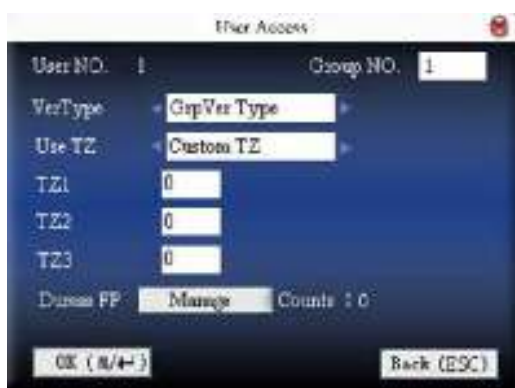 User Access
User NO. 1 Group NO. 1
VerType GrpVer Type
Use TZ Custom TZ
TZ1 0
TZ2 0
TZ3 0
Duress FP Manage Counts : 0
OK (M/↵) Back (ESC)